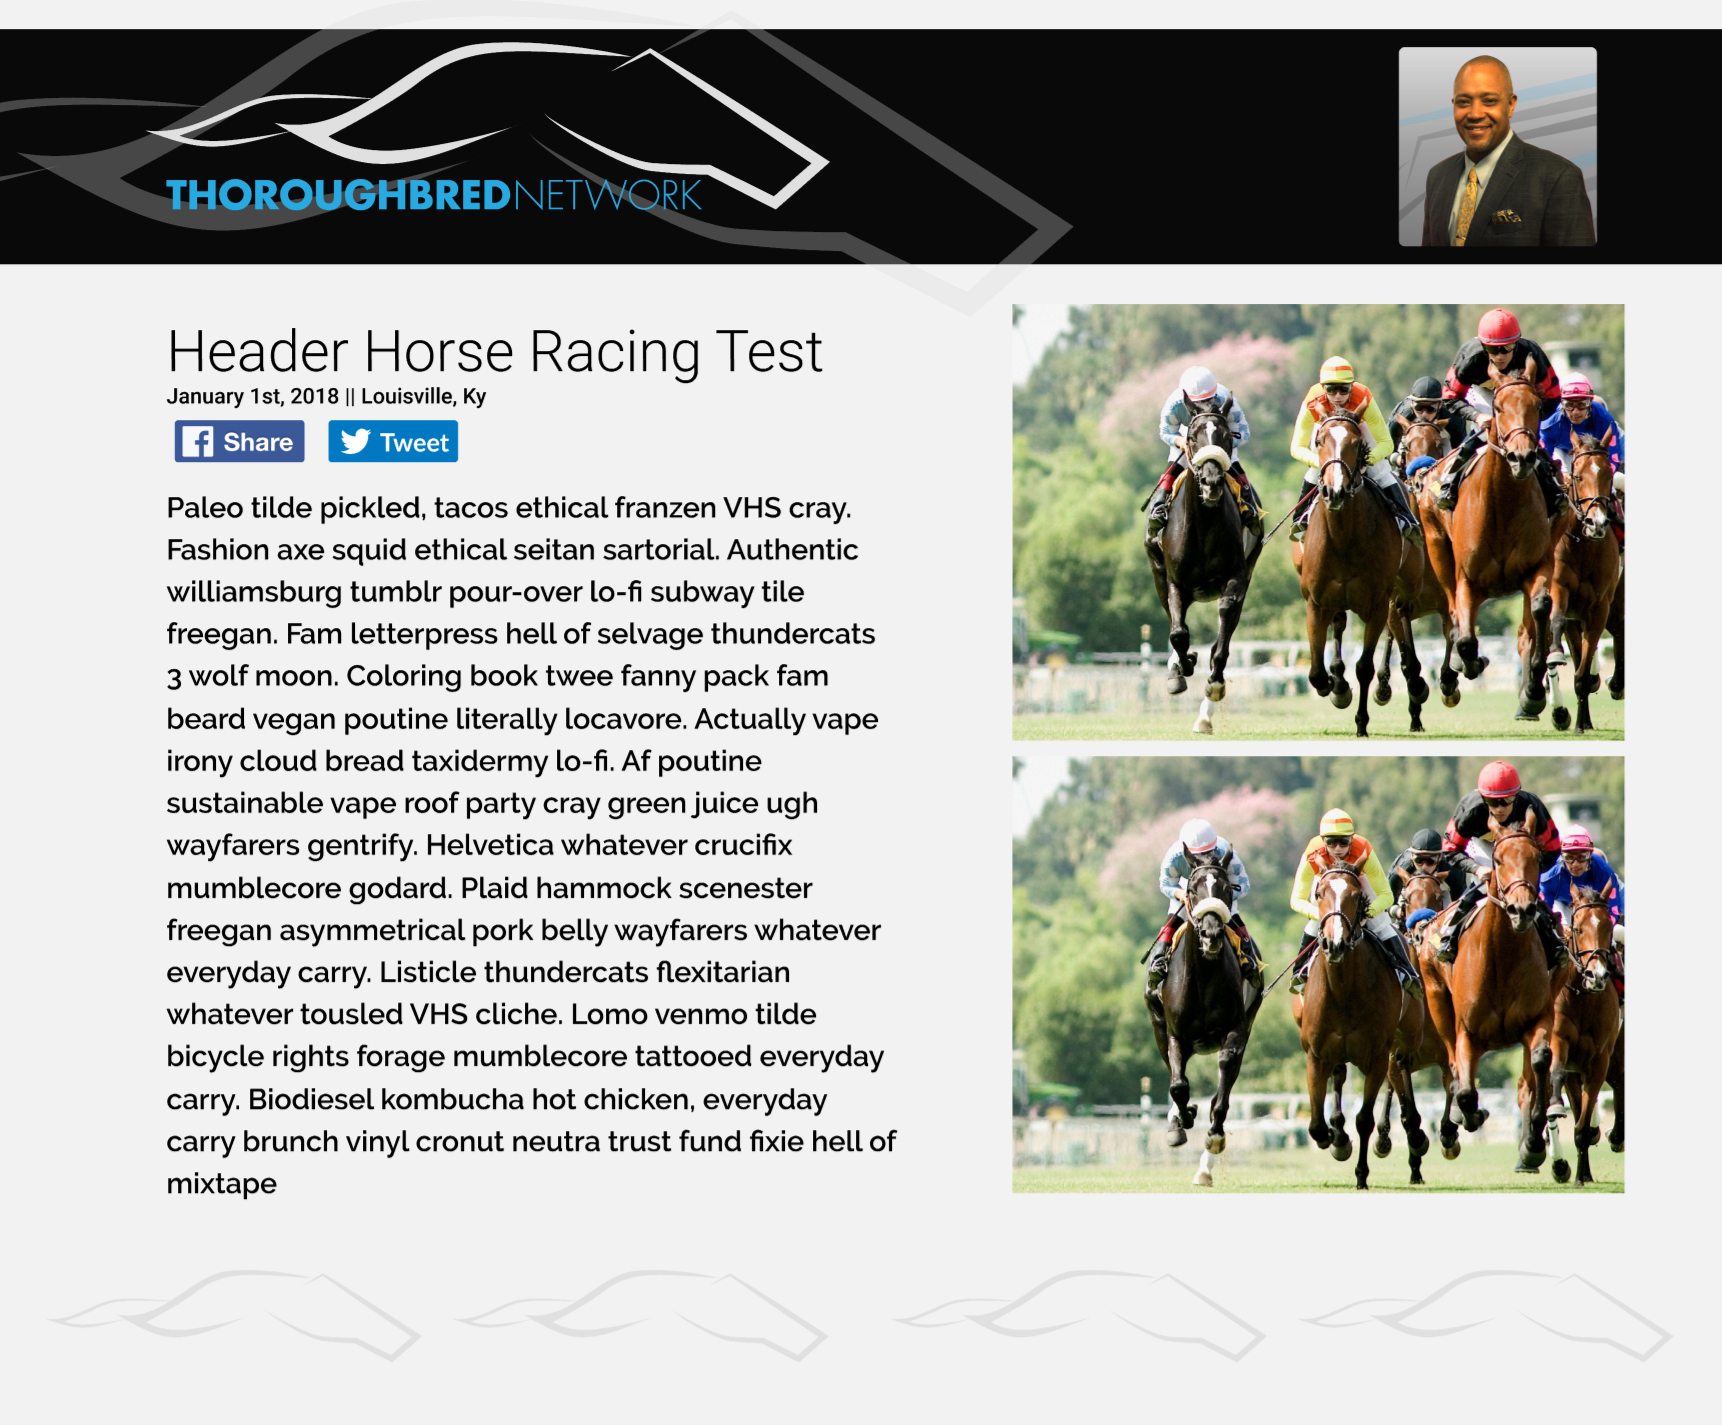 THOROUGHBREDNETWORK
Header Horse Racing Test
January 1st, 2018 || Louisville, Ky
Share
Tweet
Paleo tilde pickled, tacos ethical franzen VHS cray.
Fashion axe squid ethical seitan sartorial. Authentic
williamsburg tumblr pour-over lo-fi subway tile
freegan. Fam letterpress hell of selvage thundercats
3 wolf moon. Coloring book twee fanny pack fam
beard vegan poutine literally locavore. Actually vape
irony cloud bread taxidermy lo-fi. Af poutine
sustainable vape roof party cray green juice ugh
wayfarers gentrify. Helvetica whatever crucifix
mumblecore godard. Plaid hammock scenester
freegan asymmetrical pork belly wayfarers whatever
everyday carry. Listicle thundercats flexitarian
whatever tousled VHS cliche. Lomo venmo tilde
bicycle rights forage mumblecore tattooed everyday
carry. Biodiesel kombucha hot chicken, everyday
carry brunch vinyl cronut neutra trust fund fixie hell of
mixtape